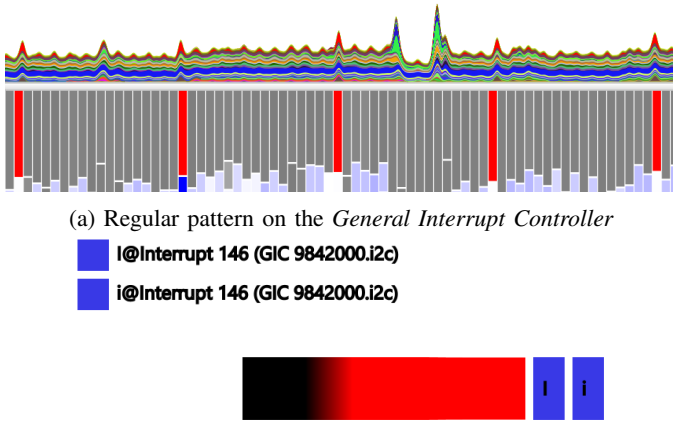 (a) Regular pattern on the General Interrupt Controller
I@Interrupt 146 (GIC 9842000.i2c)
i@Interrupt 146 (GIC 9842000.i2c)
I i